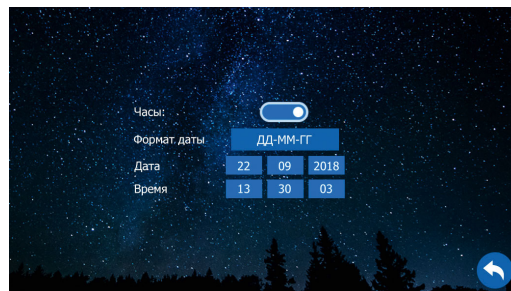 Часы:
Формат даты ДД-ММ-ГГ
Дата 22 09 2018
Время 13 30 03